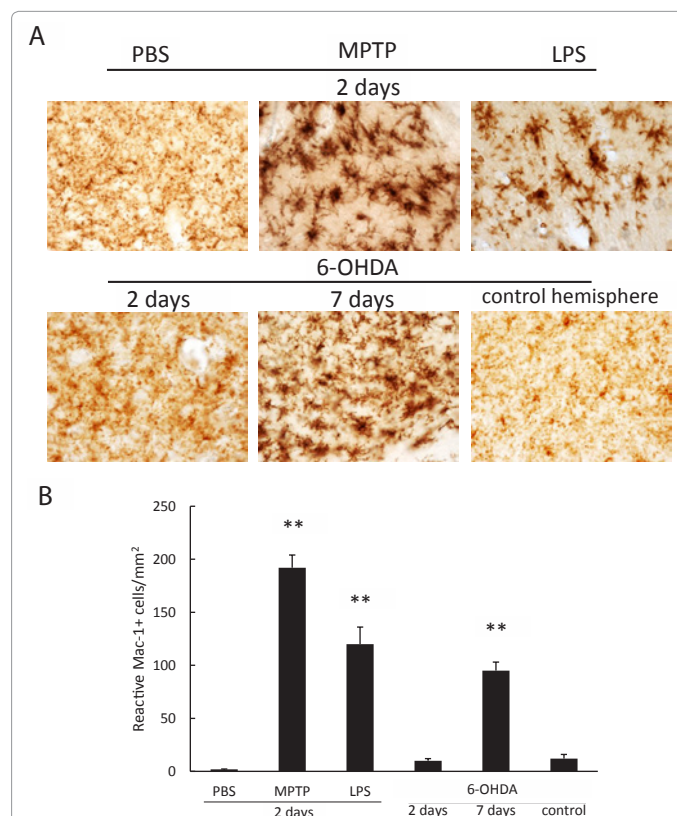 A
PBS MPTP LPS
2 days
6-OHDA
2 days 7 days control hemisphere
B
Reactive Mac-1+ cells/mm²
250
200
150
100
50
0
** ** **
PBS MPTP LPS 6-OHDA
2 days 2 days 7 days control